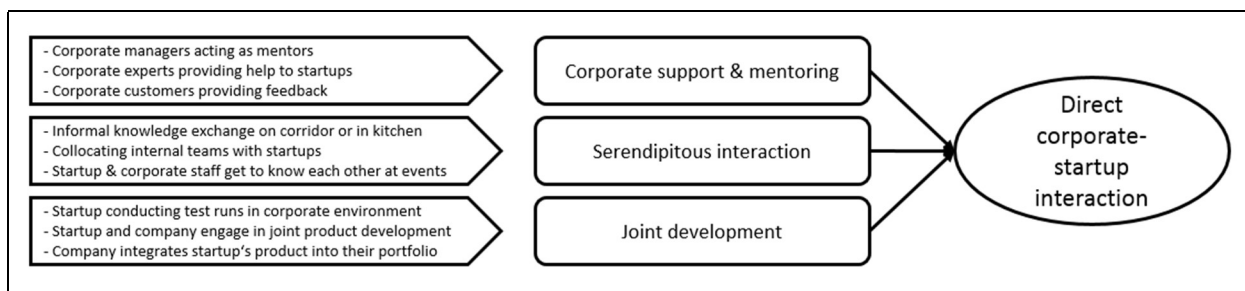 - Corporate managers acting as mentors
- Corporate experts providing help to startups
- Corporate customers providing feedback
Corporate support & mentoring
- Informal knowledge exchange on corridor or in kitchen
- Collocating internal teams with startups
- Startup & corporate staff get to know each other at events
Serendipitous interaction
- Startup conducting test runs in corporate environment
- Startup and company engage in joint product development
- Company integrates startup‘s product into their portfolio
Joint development
Direct
corporate-
startup
interaction